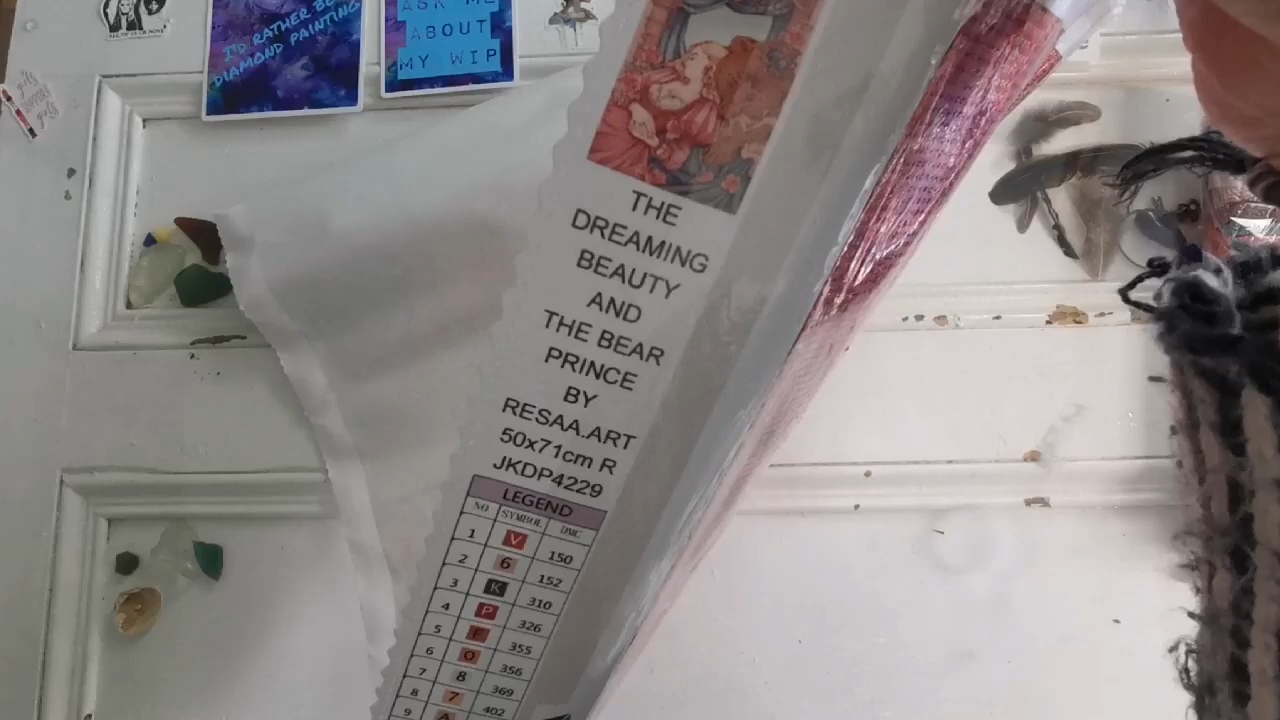 I'D RATHER BE
DIAMOND PAINTING
ASK ME
ABOUT
MY WIP
THE
DREAMING
BEAUTY
AND
THE BEAR
PRINCE
BY
RESAA.ART
50x71cm R
JKDP4229
LEGEND
NO SYMBOL DMC
1 V 150
2 6 152
3 K 310
4 P 326
5 F 355
6 O 356
7 8 369
8 7 402
9 A